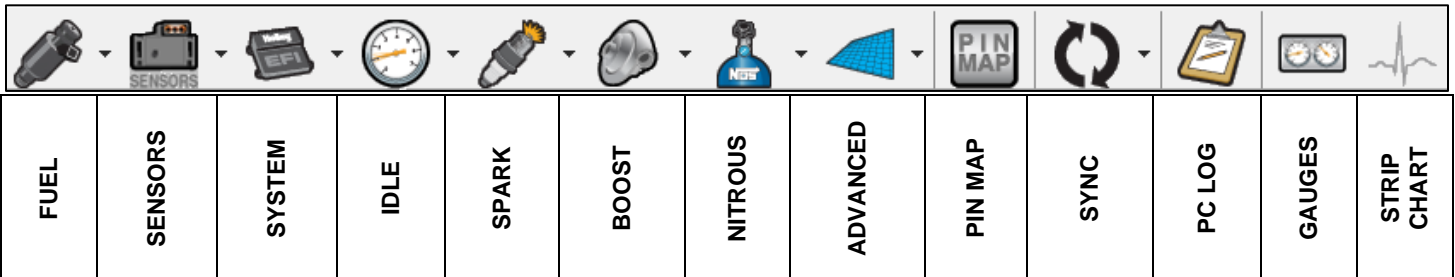 SENSORS
Holley
EFI
NOS
PIN
MAP
FUEL
SENSORS
SYSTEM
IDLE
SPARK
BOOST
NITROUS
ADVANCED
PIN MAP
SYNC
PC LOG
GAUGES
STRIP
CHART